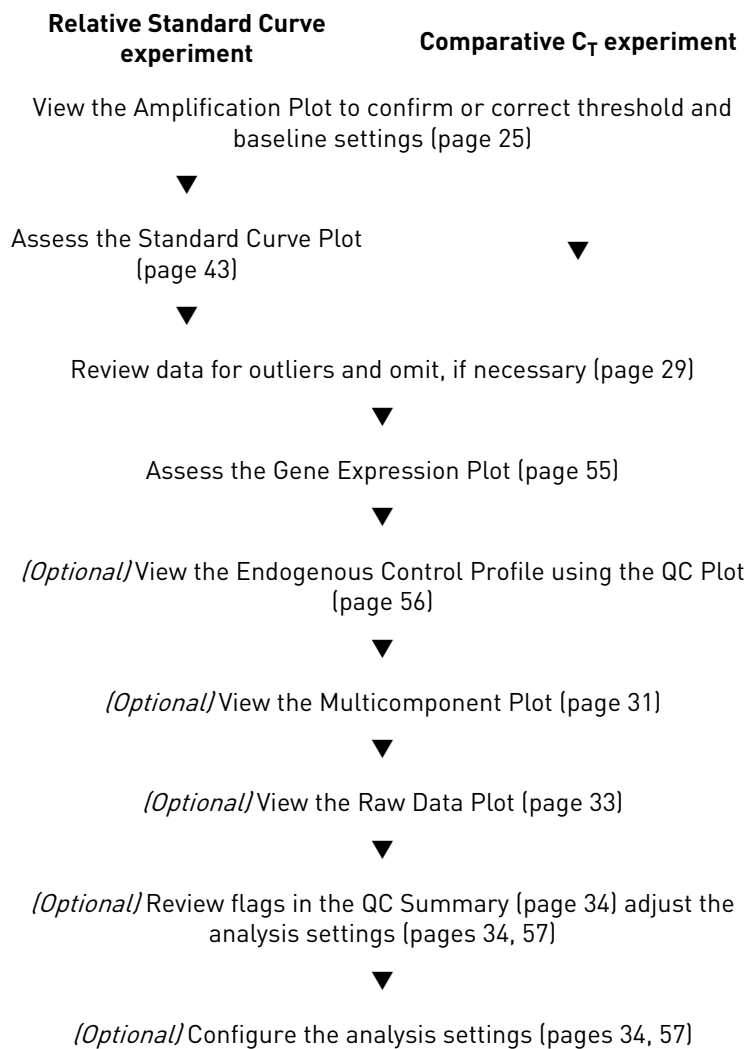 Relative Standard Curve
experiment
Comparative CT experiment
View the Amplification Plot to confirm or correct threshold and
baseline settings (page 25)
▼
Assess the Standard Curve Plot
(page 43)
▼
▼
Review data for outliers and omit, if necessary (page 29)
▼
Assess the Gene Expression Plot (page 55)
▼
(Optional) View the Endogenous Control Profile using the QC Plot
(page 56)
▼
(Optional) View the Multicomponent Plot (page 31)
▼
(Optional) View the Raw Data Plot (page 33)
▼
(Optional) Review flags in the QC Summary (page 34) adjust the
analysis settings (pages 34, 57)
▼
(Optional) Configure the analysis settings (pages 34, 57)